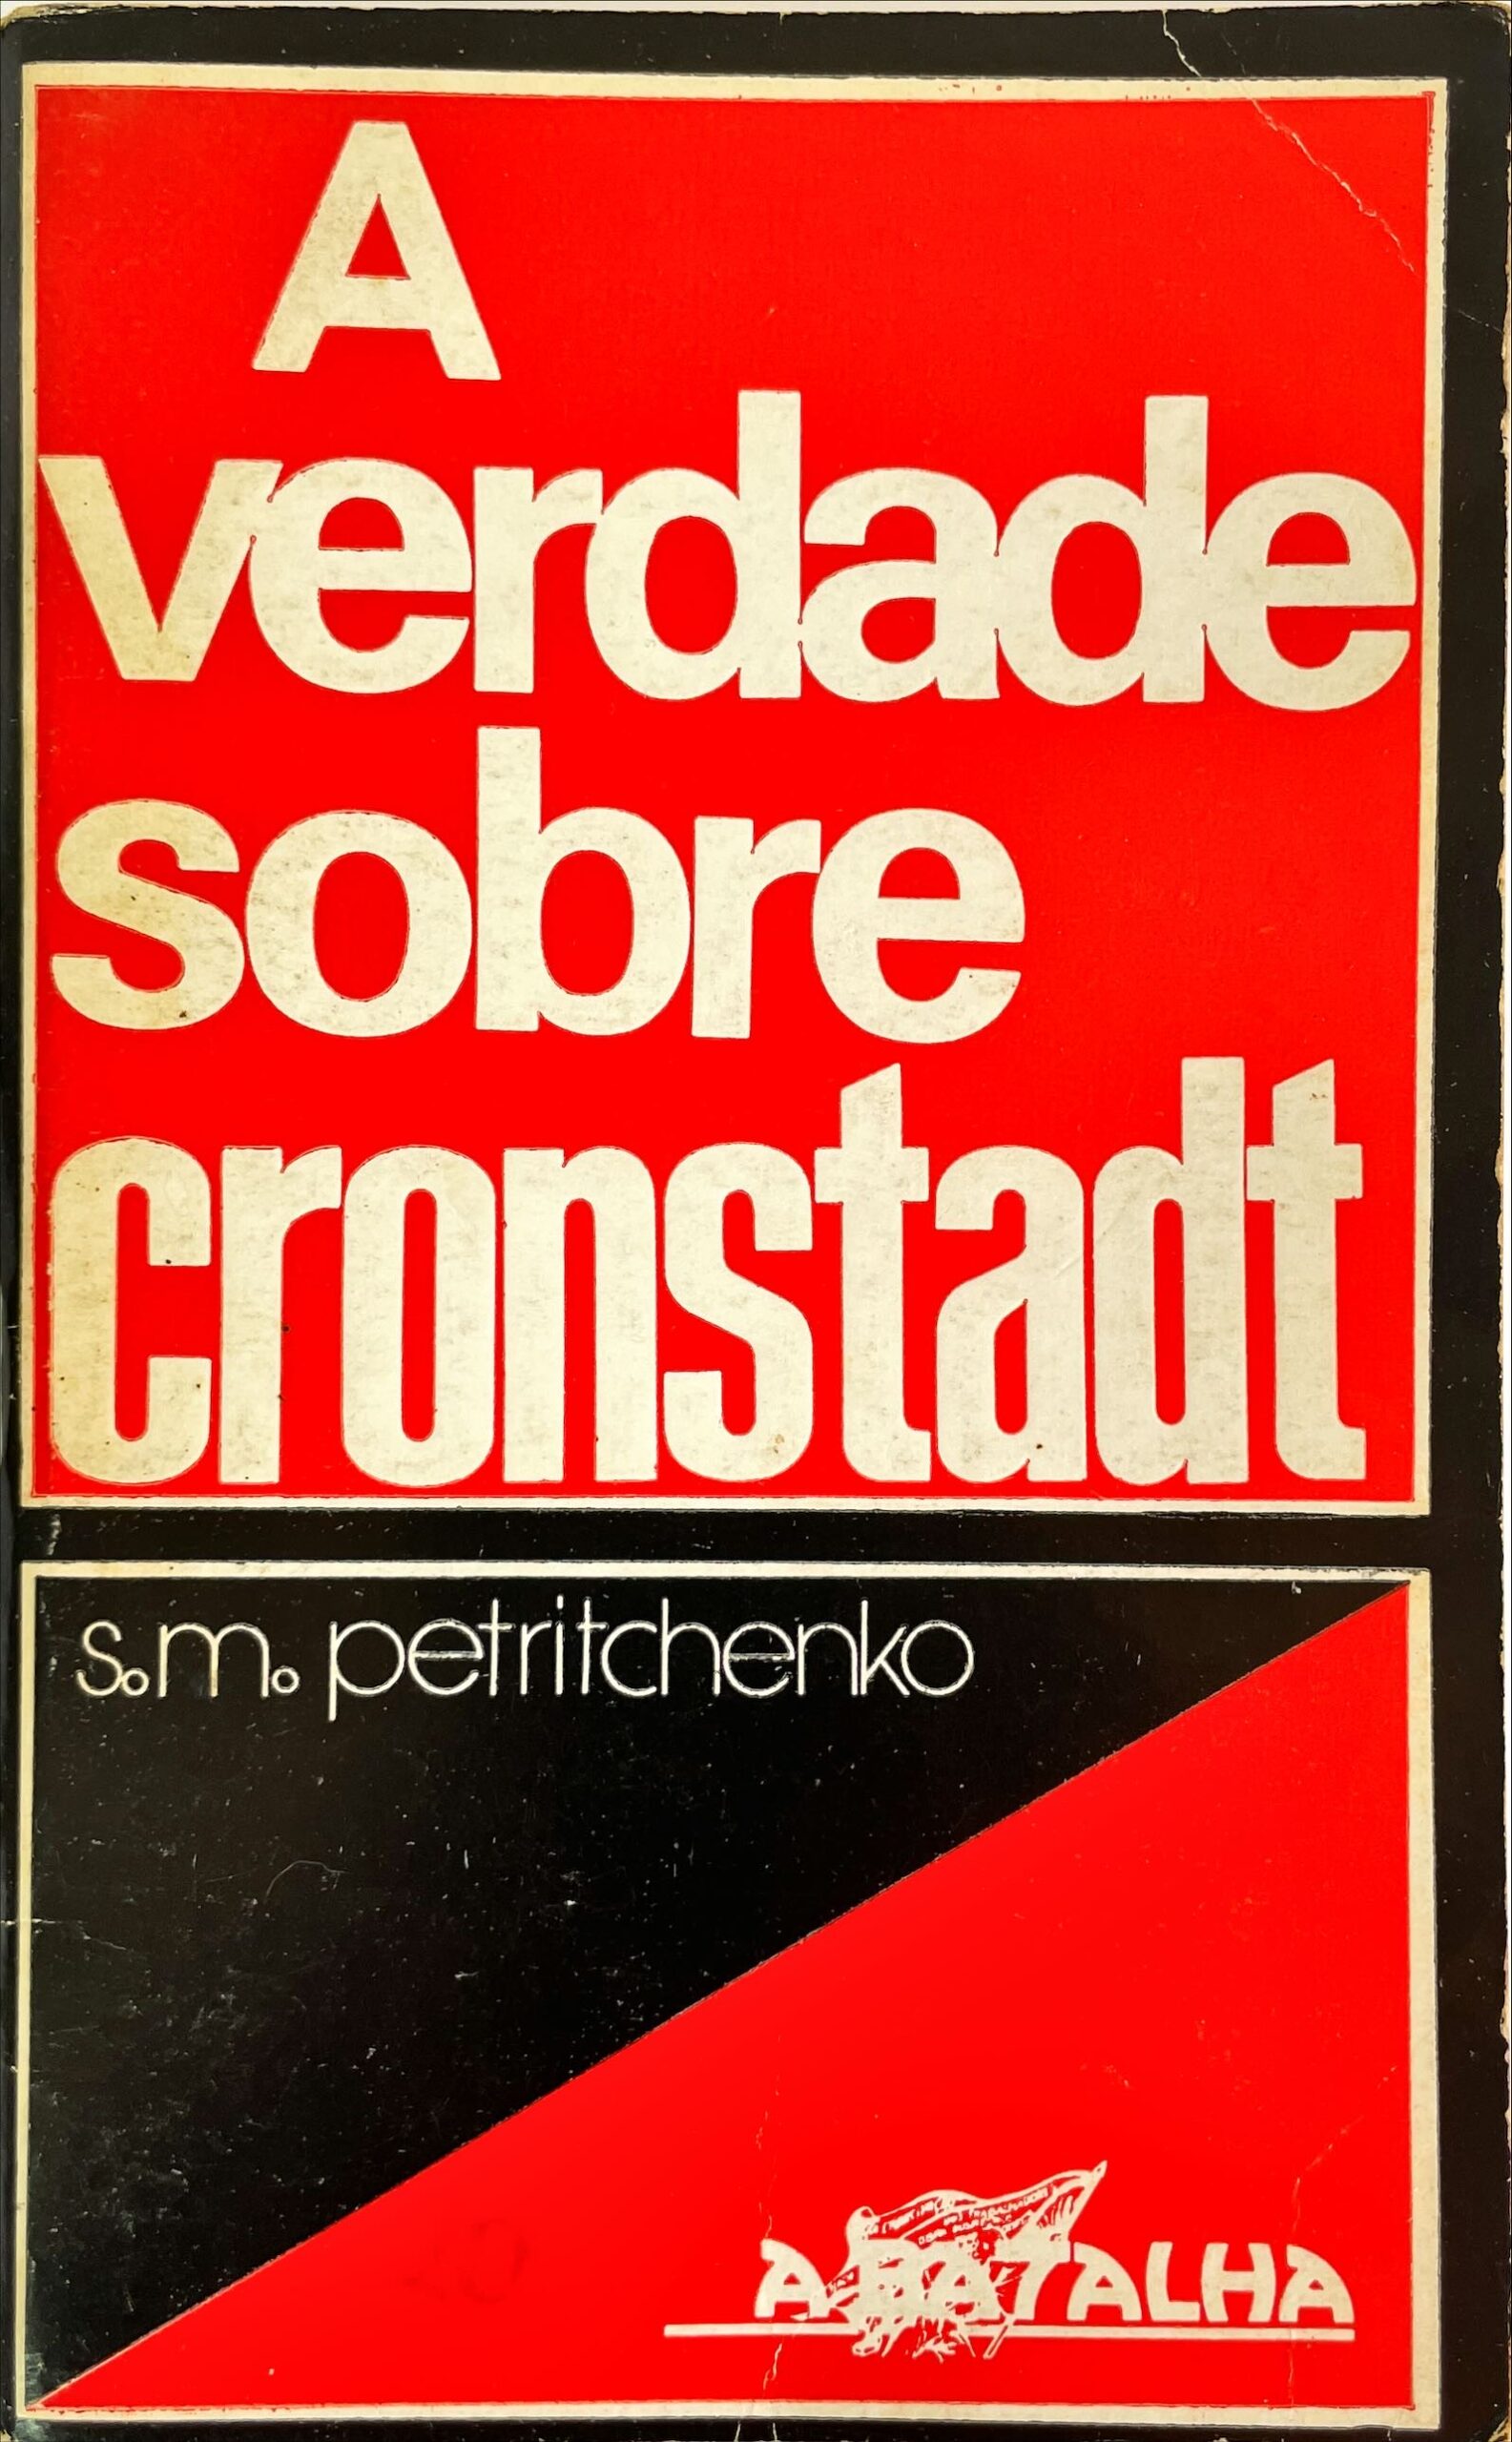 A
verdade
sobre
cronstadt
s.m. petritchenko
A BATALHA